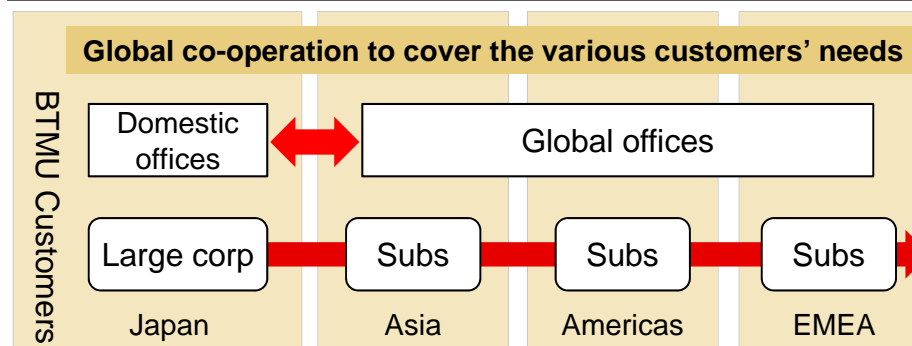 Global co-operation to cover the various customers’ needs
BTMU Customers
Domestic
offices
Global offices
Large corp
Subs
Subs
Subs
Japan
Asia
Americas
EMEA